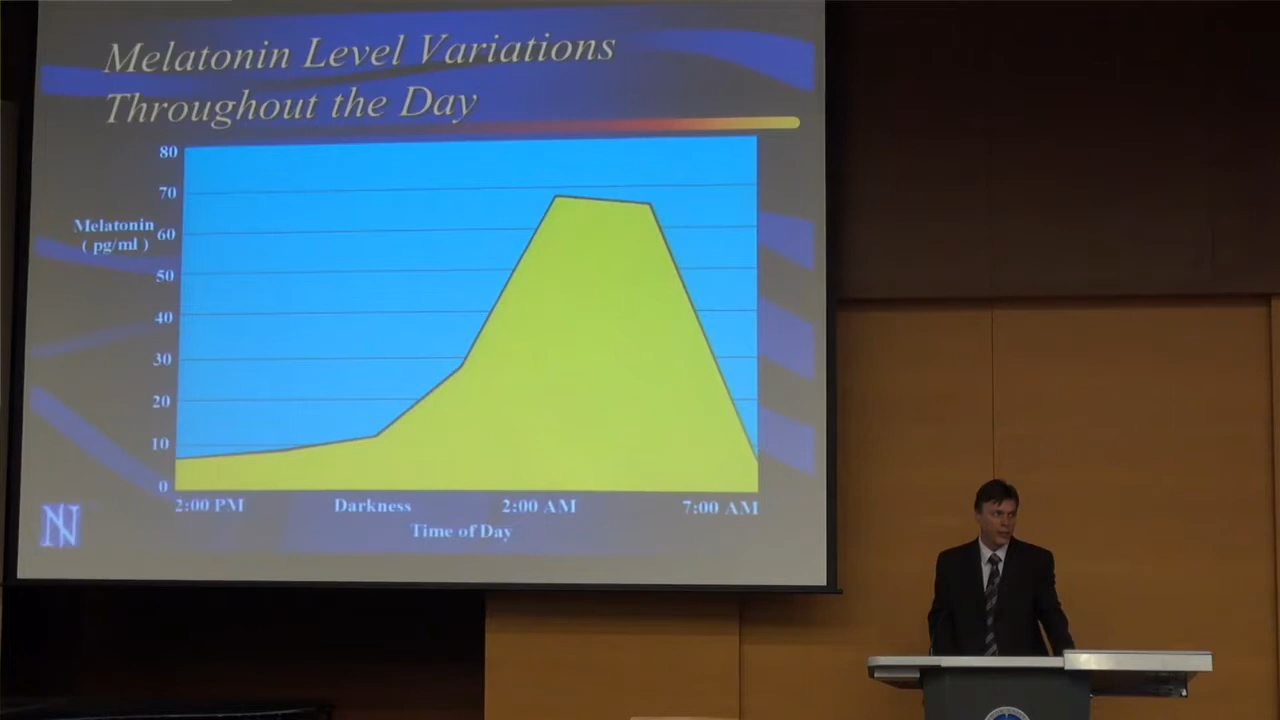 Melatonin Level Variations
Throughout the Day
80
70
Melatonin
( pg/ml )
60
50
40
30
20
10
0
2:00 PM
Darkness
2:00 AM
7:00 AM
Time of Day